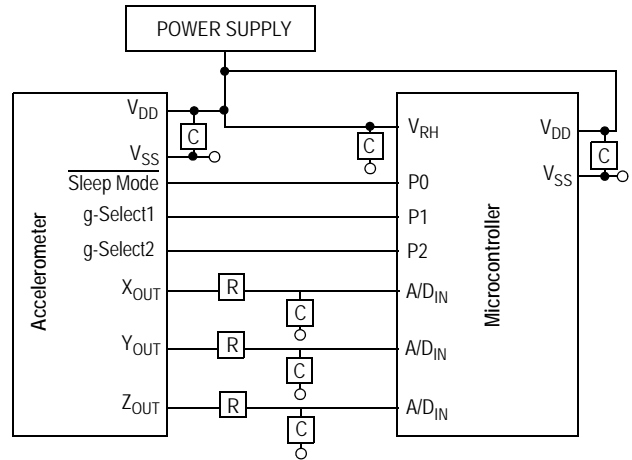 POWER SUPPLY
Accelerometer
V_DD
C
V_SS
Sleep Mode
g-Select1
g-Select2
X_OUT
R
C
Y_OUT
R
C
Z_OUT
R
C
C
Microcontroller
V_RH
P0
P1
P2
A/D_IN
A/D_IN
A/D_IN
V_DD
C
V_SS